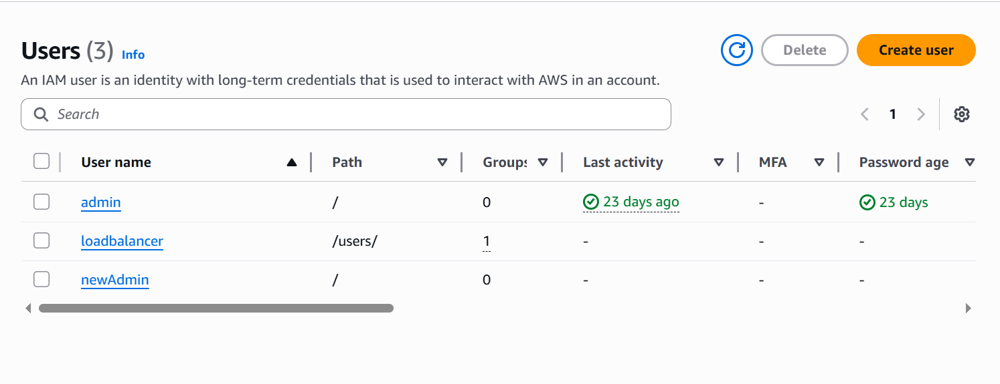 Users (3) Info
Delete
Create user
An IAM user is an identity with long-term credentials that is used to interact with AWS in an account.
Search
1
User name Path Groups Last activity MFA Password age
admin / 0 23 days ago - 23 days
loadbalancer /users/ 1 - - -
newAdmin / 0 - - -